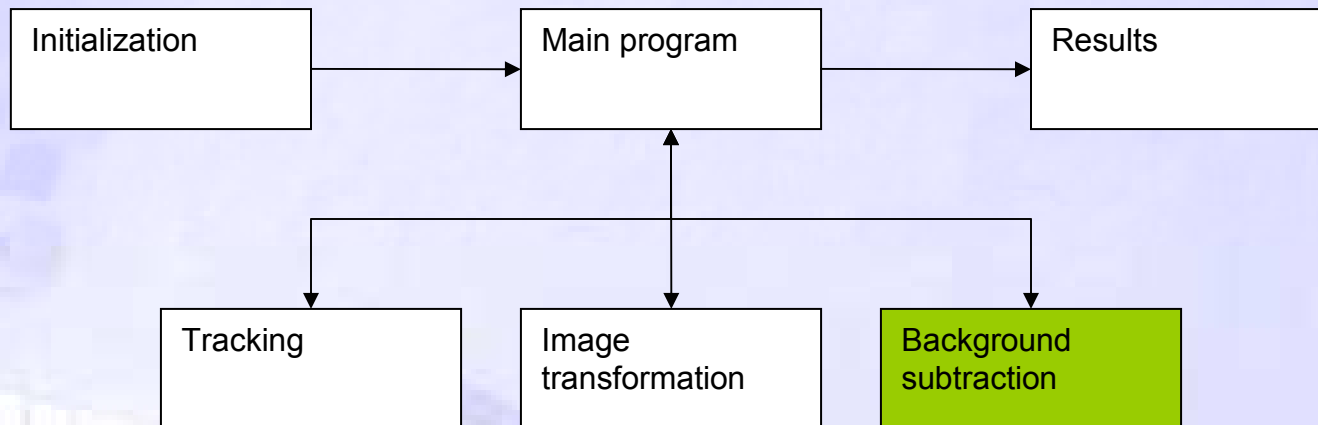 Initialization
Main program
Results
Tracking
Image
transformation
Background
subtraction